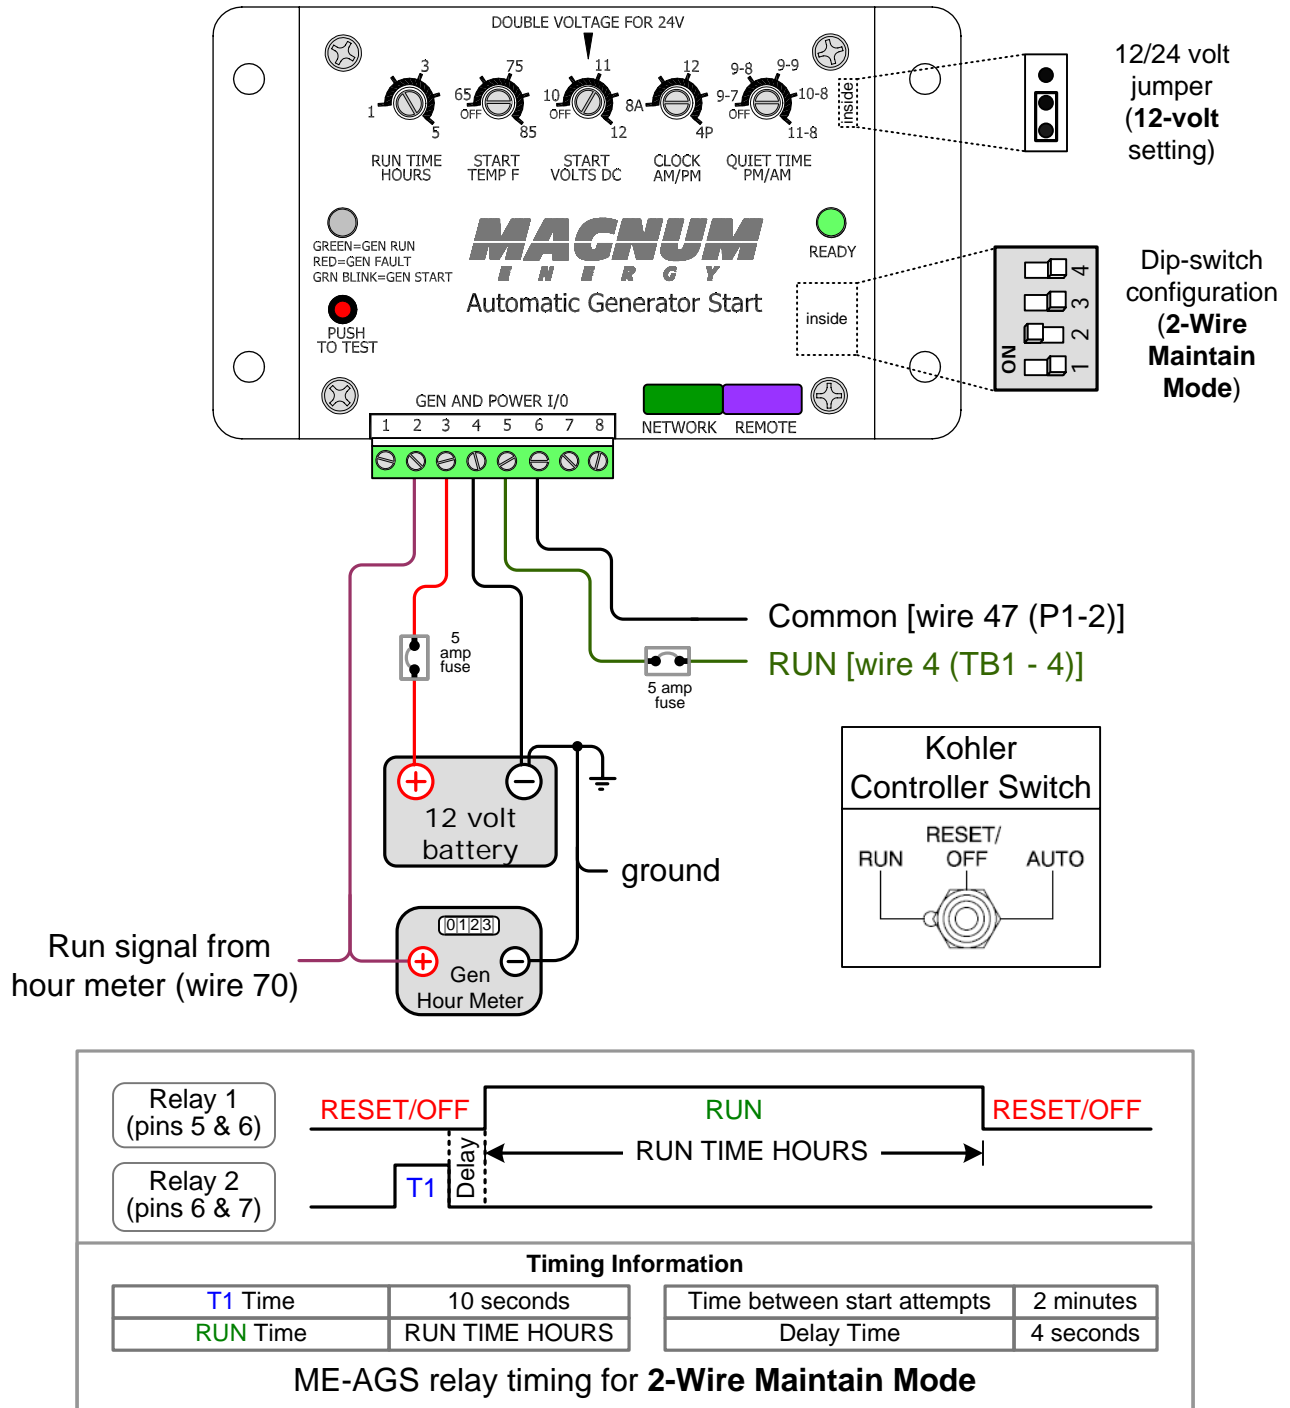 DOUBLE VOLTAGE FOR 24V
3
1
5
RUN TIME
HOURS
75
65
OFF
85
START
TEMP F
11
10
OFF
12
START
VOLTS DC
12
8A
4P
CLOCK
AM/PM
9-8
9-9
9-7
OFF
10-8
11-8
QUIET TIME
PM/AM
inside
12/24 volt
jumper
(12-volt
setting)
GREEN=GEN RUN
RED=GEN FAULT
GRN BLINK=GEN START
MAGNUM
ENERGY
Automatic Generator Start
READY
PUSH
TO TEST
inside
ON
4
3
2
1
Dip-switch
configuration
(2-Wire
Maintain
Mode)
GEN AND POWER I/0
1 2 3 4 5 6 7 8
NETWORK
REMOTE
Common [wire 47 (P1-2)]
RUN [wire 4 (TB1 - 4)]
5
amp
fuse
5 amp
fuse
+
−
12 volt
battery
ground
Kohler
Controller Switch
RUN
RESET/
OFF
AUTO
Run signal from
hour meter (wire 70)
0123
+
−
Gen
Hour Meter
Relay 1
(pins 5 & 6)
RESET/OFF
RUN
RESET/OFF
RUN TIME HOURS
Relay 2
(pins 6 & 7)
T1
Delay
Timing Information
T1 Time 10 seconds
RUN Time RUN TIME HOURS
Time between start attempts 2 minutes
Delay Time 4 seconds
ME-AGS relay timing for 2-Wire Maintain Mode